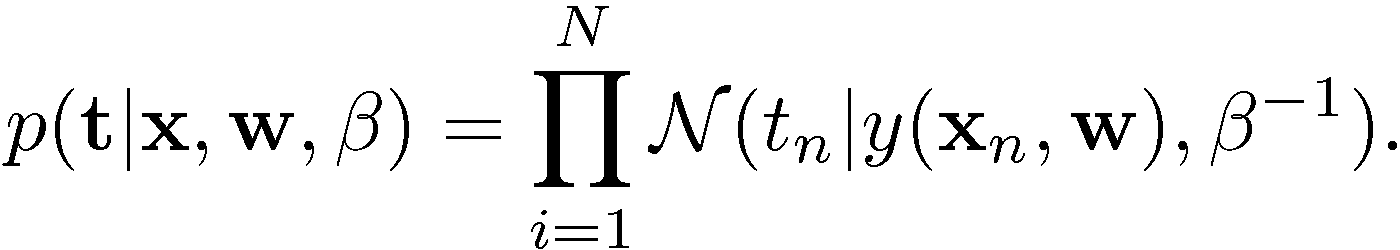 p(𝐭|𝐱, 𝐰, β) = ∏_{i=1}^{N} 𝒩(t_n|y(𝐱_n, 𝐰), β^{−1}).